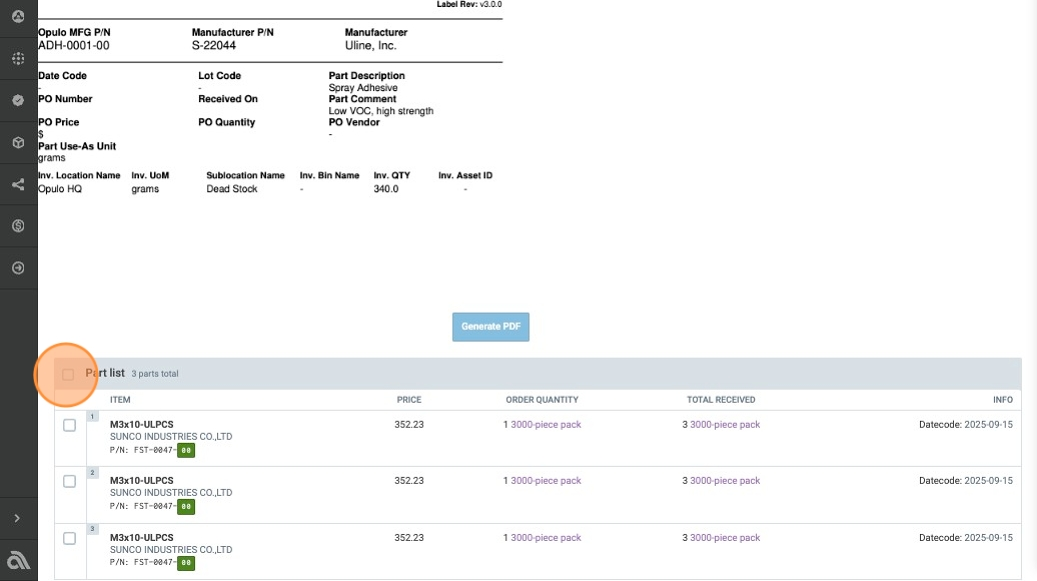 Label Rev: v3.0.0
Opulo MFG P/N Manufacturer P/N Manufacturer
ADH-0001-00 S-22044 Uline, Inc.
Date Code Lot Code Part Description
- - Spray Adhesive
PO Number Received On Part Comment
Low VOC, high strength
PO Price PO Quantity PO Vendor
$ -
Part Use-As Unit
grams
Inv. Location Name Inv. UoM Sublocation Name Inv. Bin Name Inv. QTY Inv. Asset ID
Opulo HQ grams Dead Stock - 340.0 -
Generate PDF
Part list 3 parts total
ITEM PRICE ORDER QUANTITY TOTAL RECEIVED INFO
1 M3x10-ULPCS 352.23 1 3000-piece pack 3 3000-piece pack Datecode: 2025-09-15
SUNCO INDUSTRIES CO.,LTD
P/N: FST-0047-00
2 M3x10-ULPCS 352.23 1 3000-piece pack 3 3000-piece pack Datecode: 2025-09-15
SUNCO INDUSTRIES CO.,LTD
P/N: FST-0047-00
3 M3x10-ULPCS 352.23 1 3000-piece pack 3 3000-piece pack Datecode: 2025-09-15
SUNCO INDUSTRIES CO.,LTD
P/N: FST-0047-00